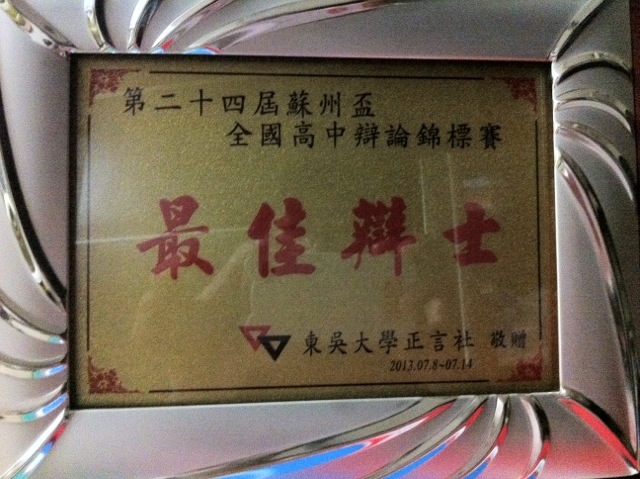 第二十四屆蘇州盃
全國高中辯論錦標賽
最佳辯士
東吳大學正言社 敬贈
2013.07.8~07.14